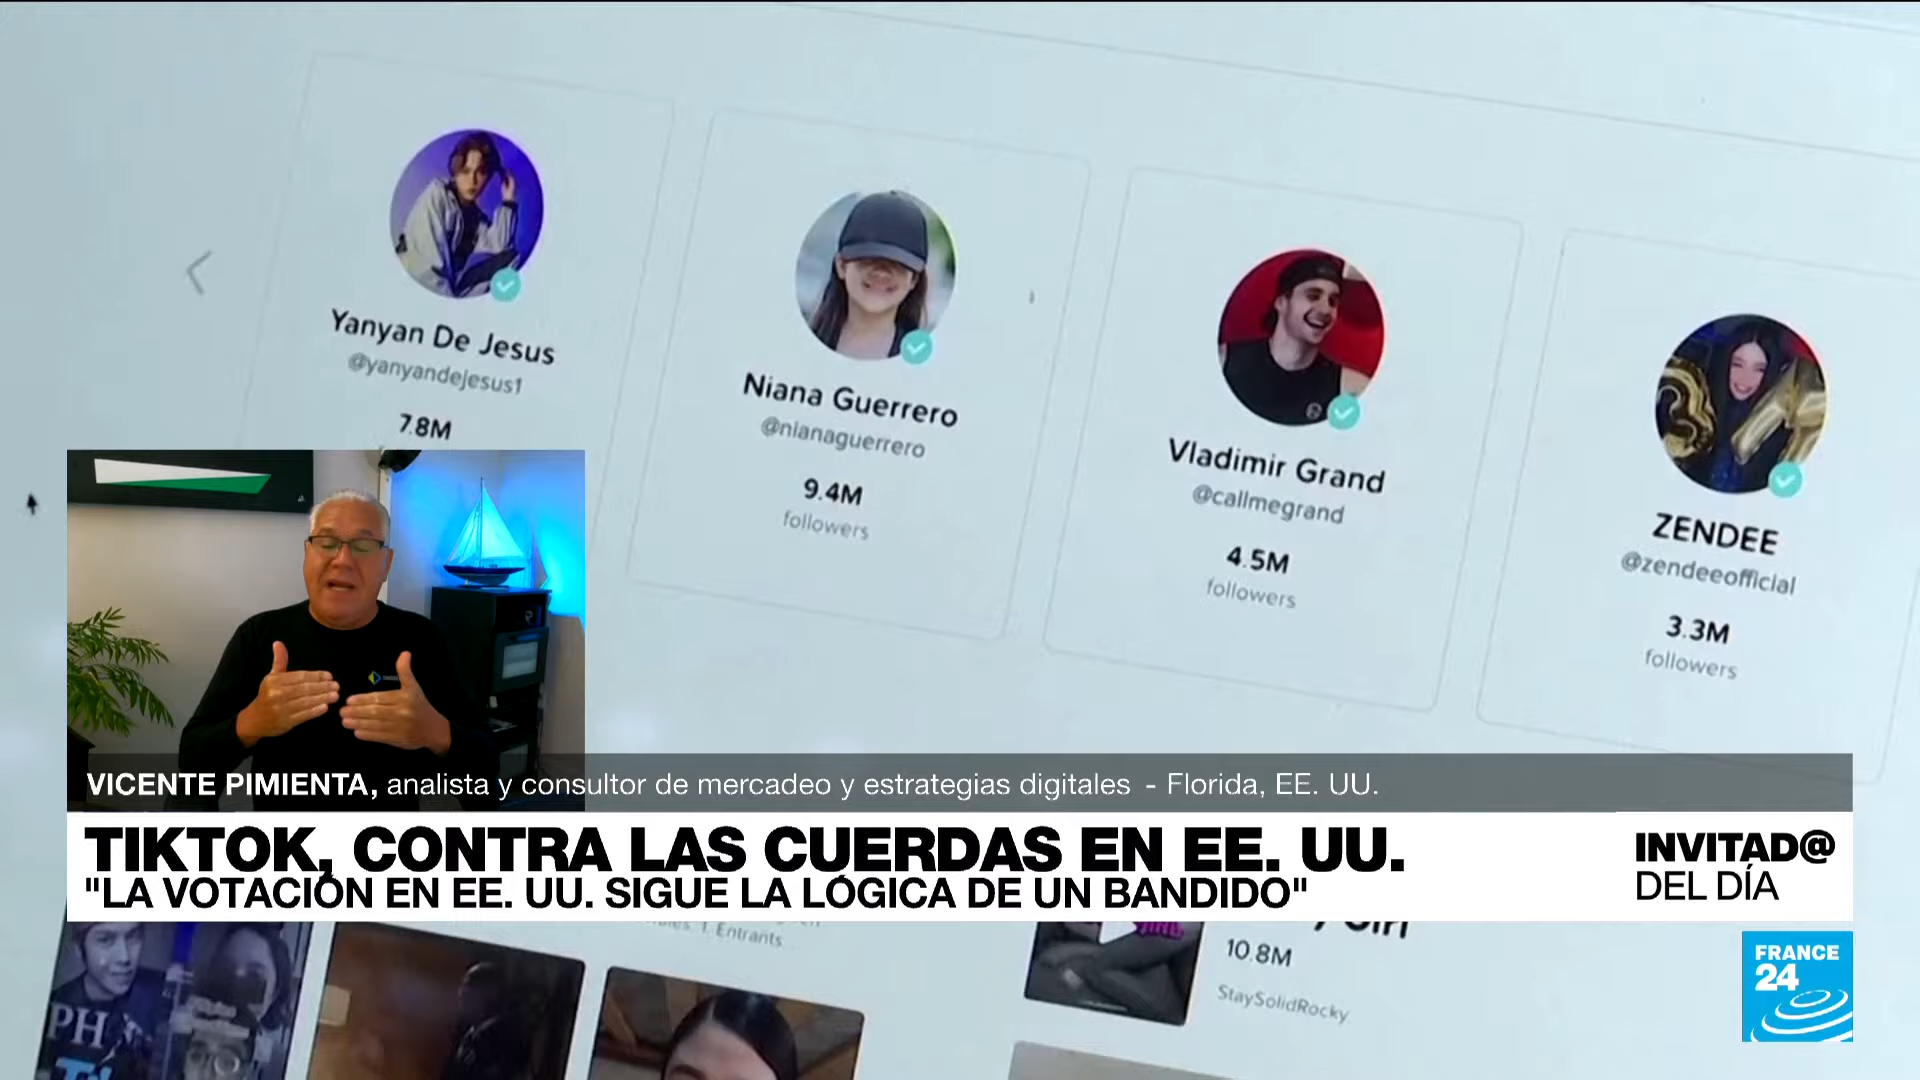 Yanyan De Jesus
@yanyandejesus1
7.8M
Niana Guerrero
@nianaguerrero
9.4M
followers
Vladimir Grand
@callmegrand
4.5M
followers
ZENDEE
@zendeeofficial
3.3M
followers
VICENTE PIMIENTA, analista y consultor de mercadeo y estrategias digitales - Florida, EE. UU.
TIKTOK, CONTRA LAS CUERDAS EN EE. UU.
"LA VOTACIÓN EN EE. UU. SIGUE LA LÓGICA DE UN BANDIDO"
INVITAD@
DEL DÍA
1. Entrants
10.8M
StaySolidRocky
PH
FRANCE
24